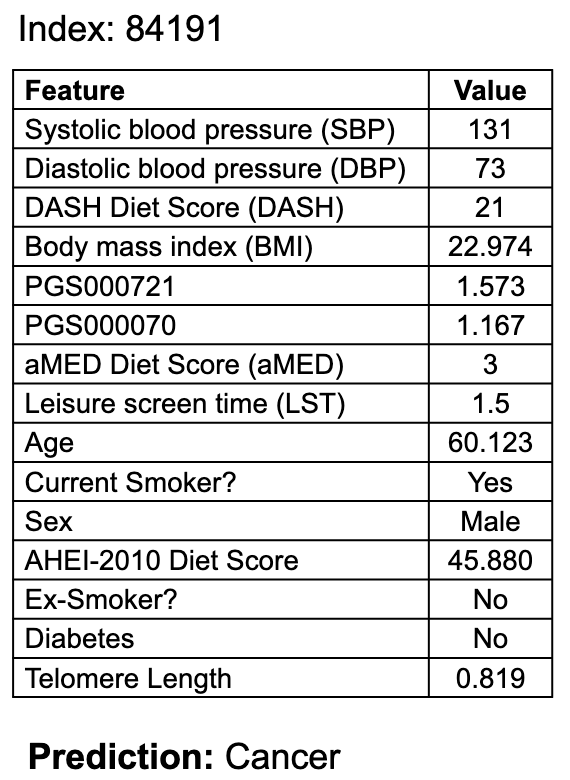 Index: 84191
Feature Value
Systolic blood pressure (SBP) 131
Diastolic blood pressure (DBP) 73
DASH Diet Score (DASH) 21
Body mass index (BMI) 22.974
PGS000721 1.573
PGS000070 1.167
aMED Diet Score (aMED) 3
Leisure screen time (LST) 1.5
Age 60.123
Current Smoker? Yes
Sex Male
AHEI-2010 Diet Score 45.880
Ex-Smoker? No
Diabetes No
Telomere Length 0.819
Prediction: Cancer